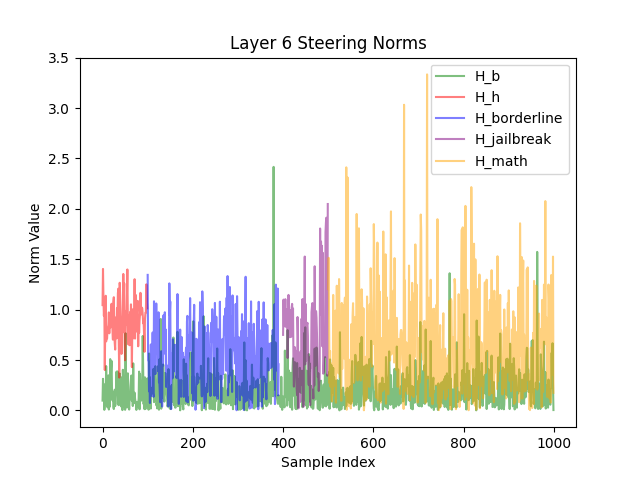 Layer 6 Steering Norms
H_b
H_h
H_borderline
H_jailbreak
H_math
Norm Value
3.5
3.0
2.5
2.0
1.5
1.0
0.5
0.0
0
200
400
600
800
1000
Sample Index